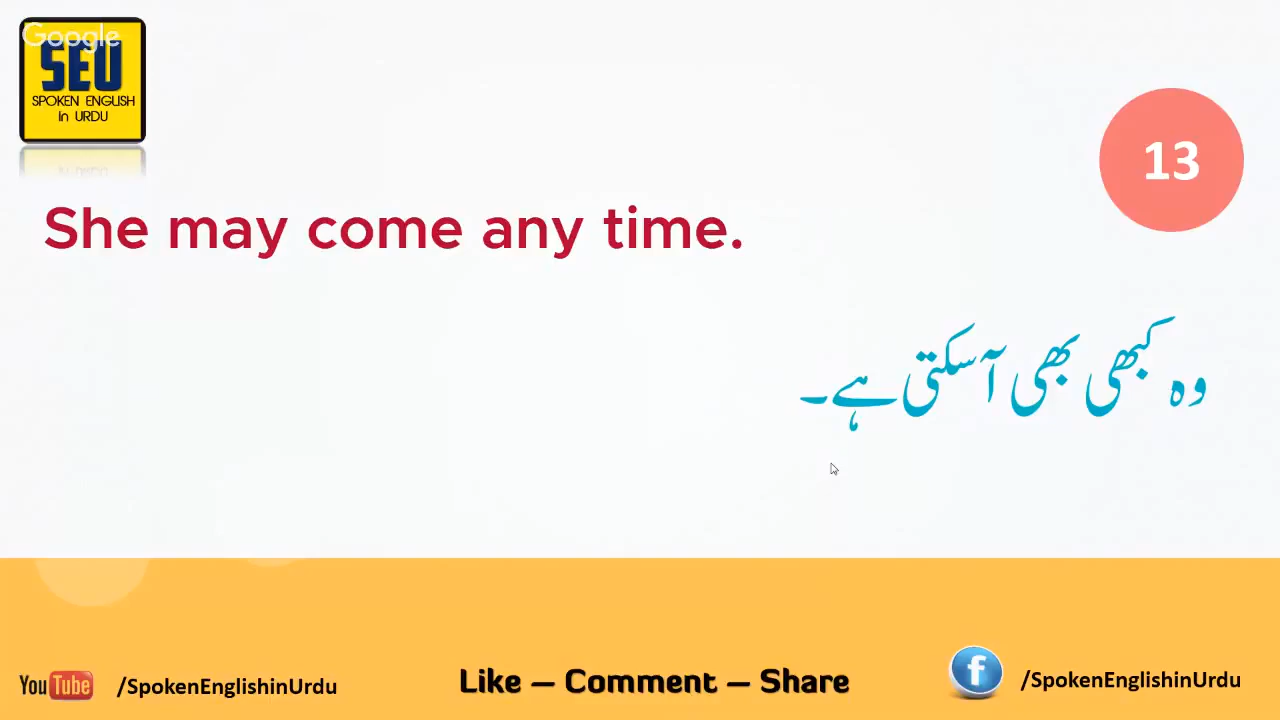 Google
SEU
SPOKEN ENGLISH
in URDU
13
She may come any time.
وہ کبھی بھی آسکتی ہے۔
YouTube /SpokenEnglishinUrdu
Like – Comment – Share
f /SpokenEnglishinUrdu